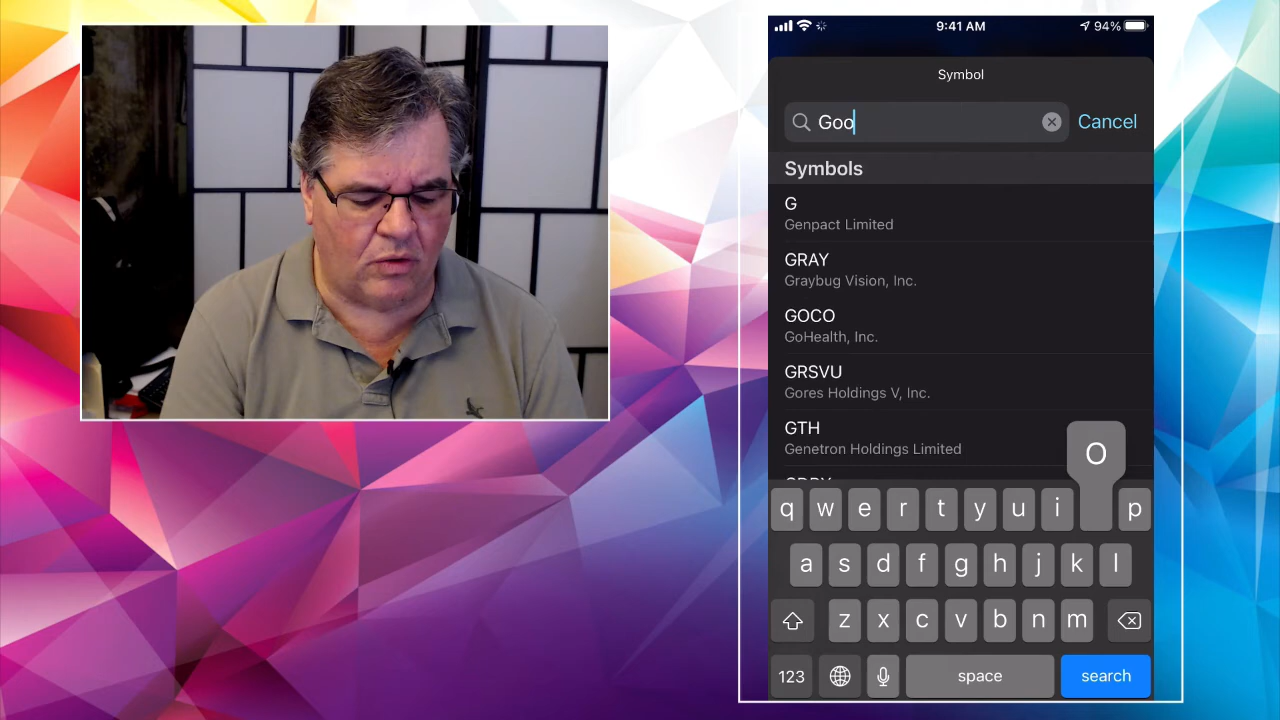 9:41 AM
94%
Symbol
Goo
Cancel
Symbols
G
Genpact Limited
GRAY
Graybug Vision, Inc.
GOCO
GoHealth, Inc.
GRSVU
Gores Holdings V, Inc.
GTH
Genetron Holdings Limited
O
q w e r t y u i p
a s d f g h j k l
z x c v b n m
123 space search